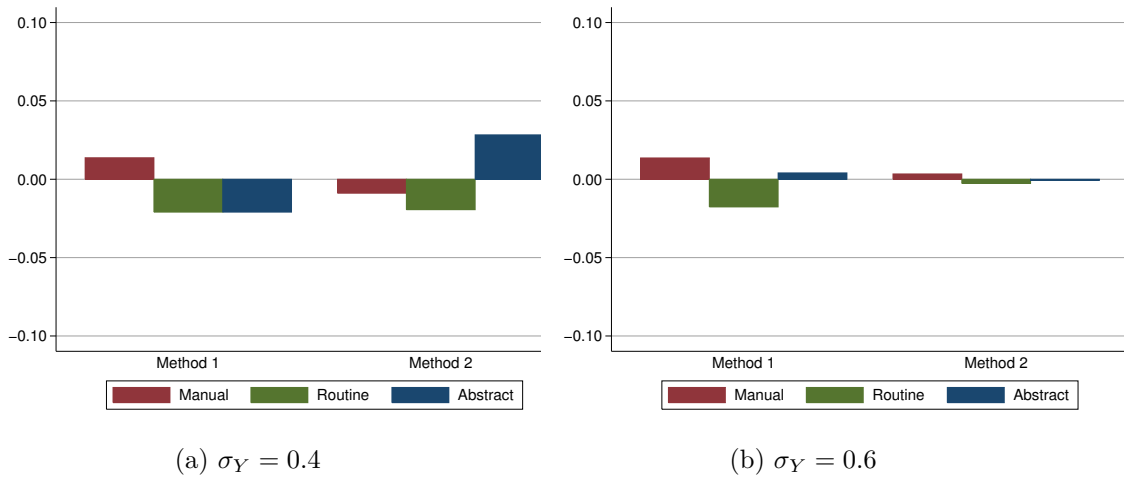 0.10
0.05
0.00
−0.05
−0.10
Method 1 Method 2
Manual Routine Abstract
(a) σ_Y = 0.4
0.10
0.05
0.00
−0.05
−0.10
Method 1 Method 2
Manual Routine Abstract
(b) σ_Y = 0.6